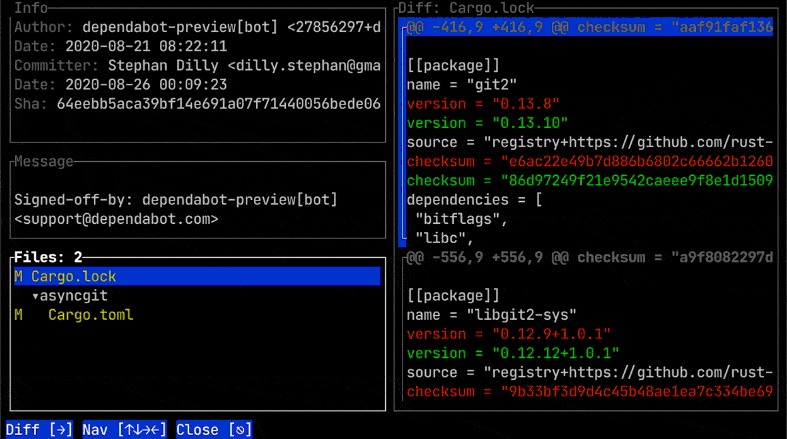 Info
Author: dependabot-preview[bot] <27856297+d
Date: 2020-08-21 08:22:11
Committer: Stephan Dilly <dilly.stephan@gma
Date: 2020-08-26 00:09:23
Sha: 64eebb5aca39bf14e691a07f71440056bede06
Message
Signed-off-by: dependabot-preview[bot]
<support@dependabot.com>
Files: 2
M Cargo.lock
▾asyncgit
M Cargo.toml
Diff: Cargo.lock
@@ -416,9 +416,9 @@ checksum = "aaf91faf136
[[package]]
name = "git2"
version = "0.13.8"
version = "0.13.10"
source = "registry+https://github.com/rust-
checksum = "e6ac22e49b7d886b6802c66662b1260
checksum = "86d97249f21e9542caeee9f8e1d1509
dependencies = [
"bitflags",
"libc",
@@ -556,9 +556,9 @@ checksum = "a9f8082297d
[[package]]
name = "libgit2-sys"
version = "0.12.9+1.0.1"
version = "0.12.12+1.0.1"
source = "registry+https://github.com/rust-
checksum = "9b33bf3d9d4c45b48ae1ea7c334be69
Diff [→] Nav [↑↓→←] Close [⎋]